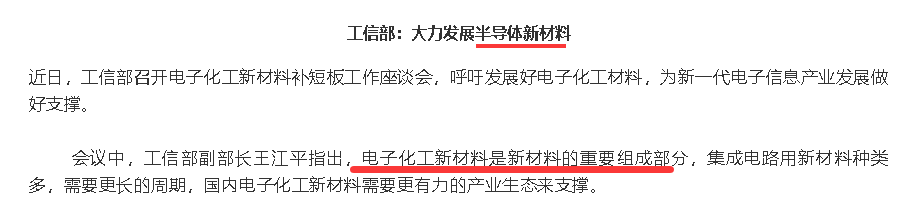 工信部：大力发展半导体新材料
近日，工信部召开电子化工新材料补短板工作座谈会，呼吁发展好电子化工材料，为新一代电子信息产业发展做
好支撑。
会议中，工信部副部长王江平指出，电子化工新材料是新材料的重要组成部分，集成电路用新材料种类
多，需要更长的周期，国内电子化工新材料需要更有力的产业生态来支撑。